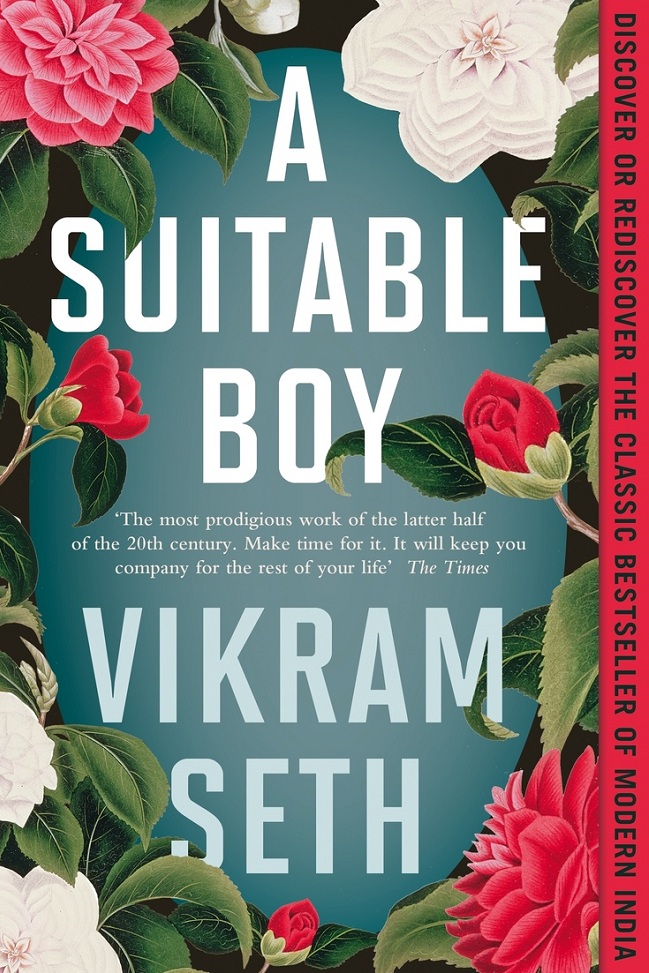 A
SUITABLE
BOY
‘The most prodigious work of the latter half
of the 20th century. Make time for it. It will keep you
company for the rest of your life’ The Times
VIKRAM
SETH
DISCOVER OR REDISCOVER THE CLASSIC BESTSELLER OF MODERN INDIA